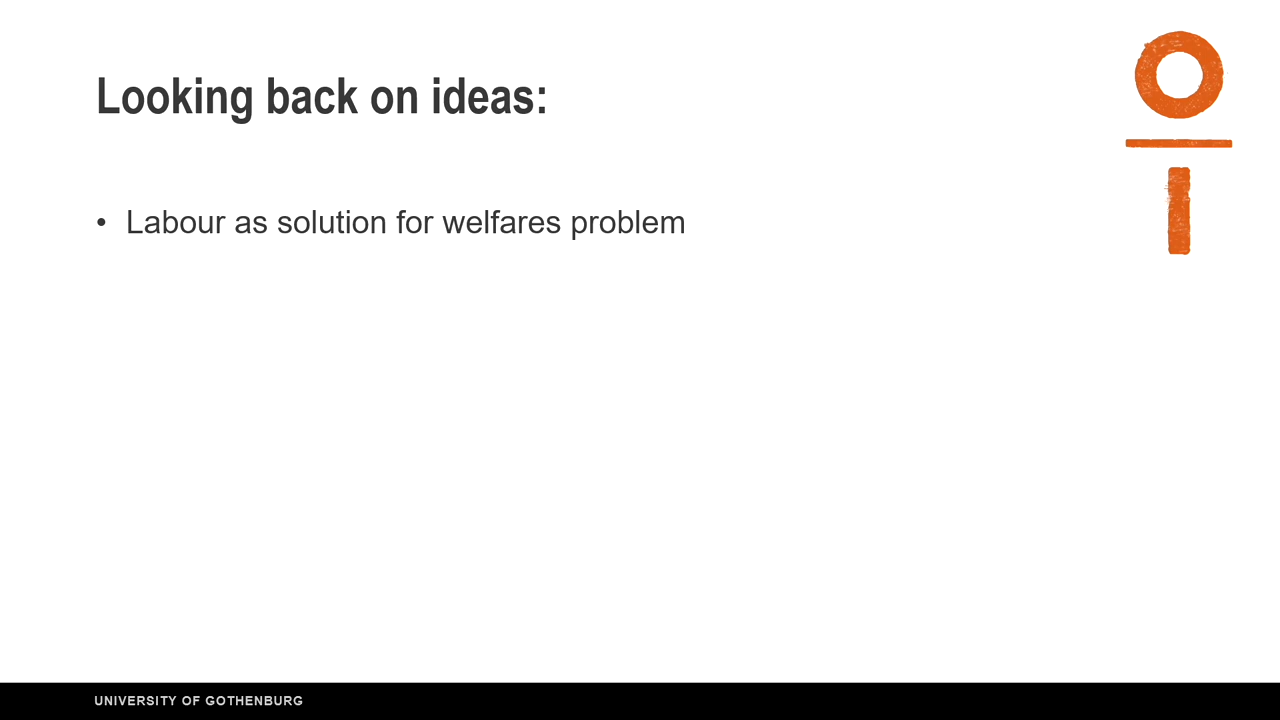 Looking back on ideas:
• Labour as solution for welfares problem
UNIVERSITY OF GOTHENBURG